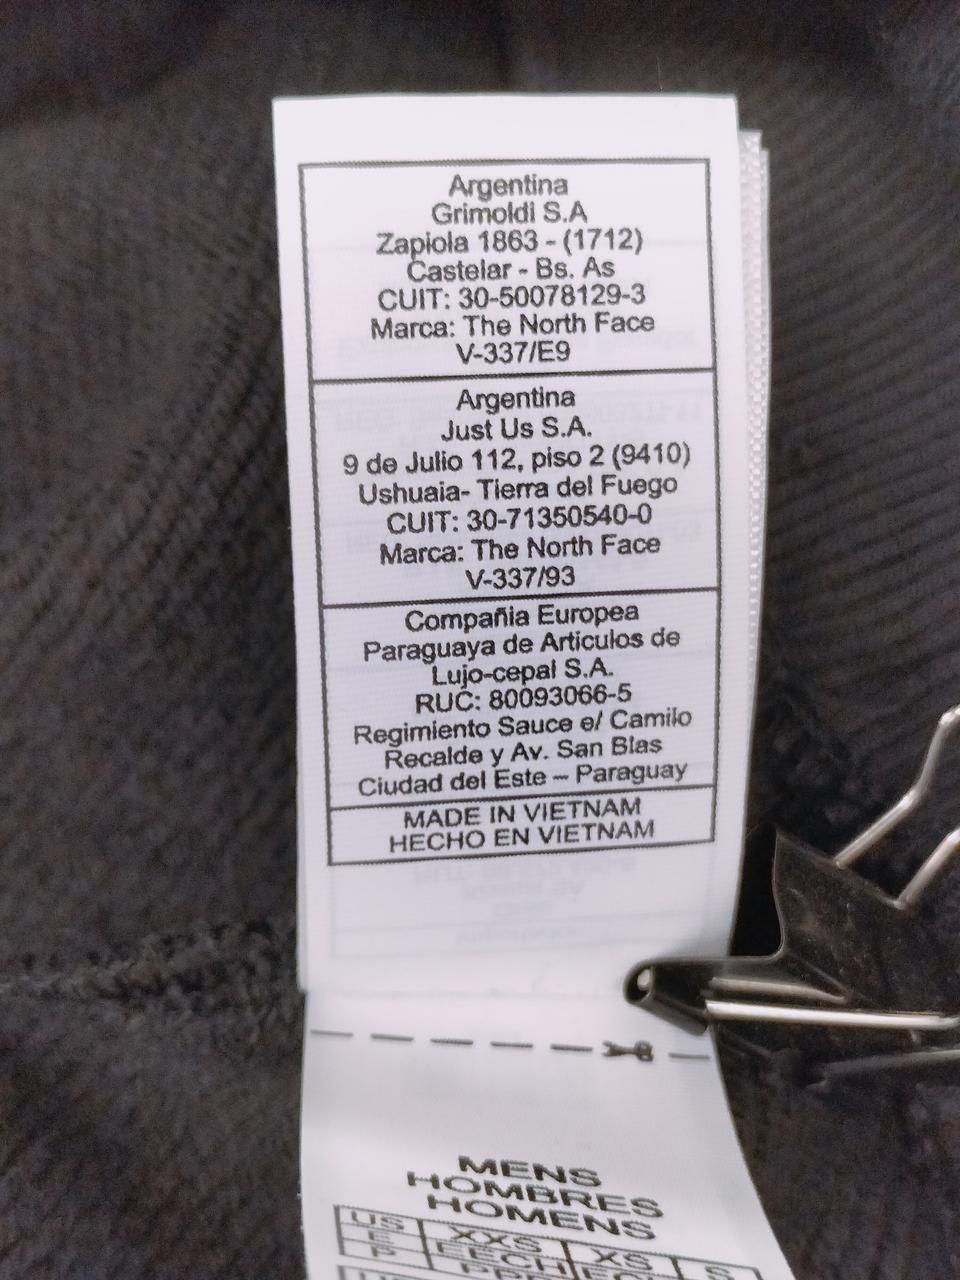 Argentina
Grimoldi S.A
Zapiola 1863 - (1712)
Castelar - Bs. As
CUIT: 30-50078129-3
Marca: The North Face
V-337/E9
Argentina
Just Us S.A.
9 de Julio 112, piso 2 (9410)
Ushuaia- Tierra del Fuego
CUIT: 30-71350540-0
Marca: The North Face
V-337/93
Compañia Europea
Paraguaya de Articulos de
Lujo-cepal S.A.
RUC: 80093066-5
Regimiento Sauce e/ Camilo
Recalde y Av. San Blas
Ciudad del Este – Paraguay
MADE IN VIETNAM
HECHO EN VIETNAM
MENS
HOMBRES
HOMENS
US XXS XS S